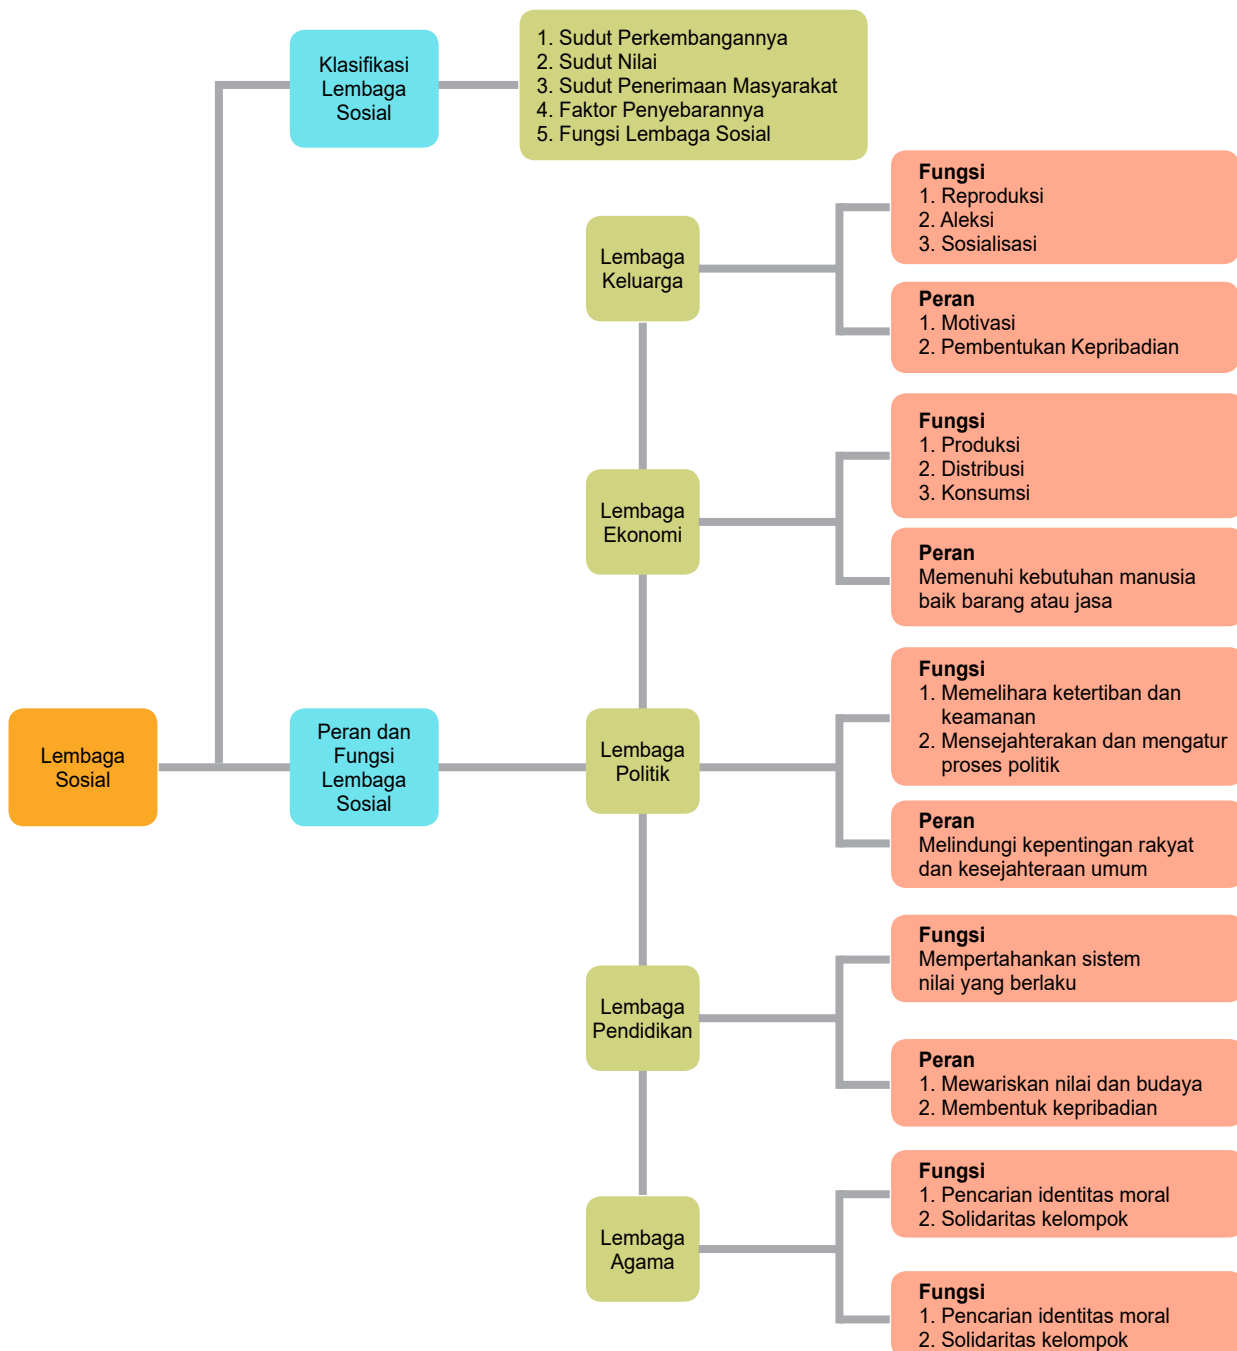 Klasifikasi
Lembaga
Sosial
1. Sudut Perkembangannya
2. Sudut Nilai
3. Sudut Penerimaan Masyarakat
4. Faktor Penyebarannya
5. Fungsi Lembaga Sosial
Lembaga
Sosial
Peran dan
Fungsi
Lembaga
Sosial
Lembaga
Keluarga
Fungsi
1. Reproduksi
2. Aleksi
3. Sosialisasi
Peran
1. Motivasi
2. Pembentukan Kepribadian
Lembaga
Ekonomi
Fungsi
1. Produksi
2. Distribusi
3. Konsumsi
Peran
Memenuhi kebutuhan manusia
baik barang atau jasa
Lembaga
Politik
Fungsi
1. Memelihara ketertiban dan
keamanan
2. Mensejahterakan dan mengatur
proses politik
Peran
Melindungi kepentingan rakyat
dan kesejahteraan umum
Lembaga
Pendidikan
Fungsi
Mempertahankan sistem
nilai yang berlaku
Peran
1. Mewariskan nilai dan budaya
2. Membentuk kepribadian
Lembaga
Agama
Fungsi
1. Pencarian identitas moral
2. Solidaritas kelompok
Fungsi
1. Pencarian identitas moral
2. Solidaritas kelompok